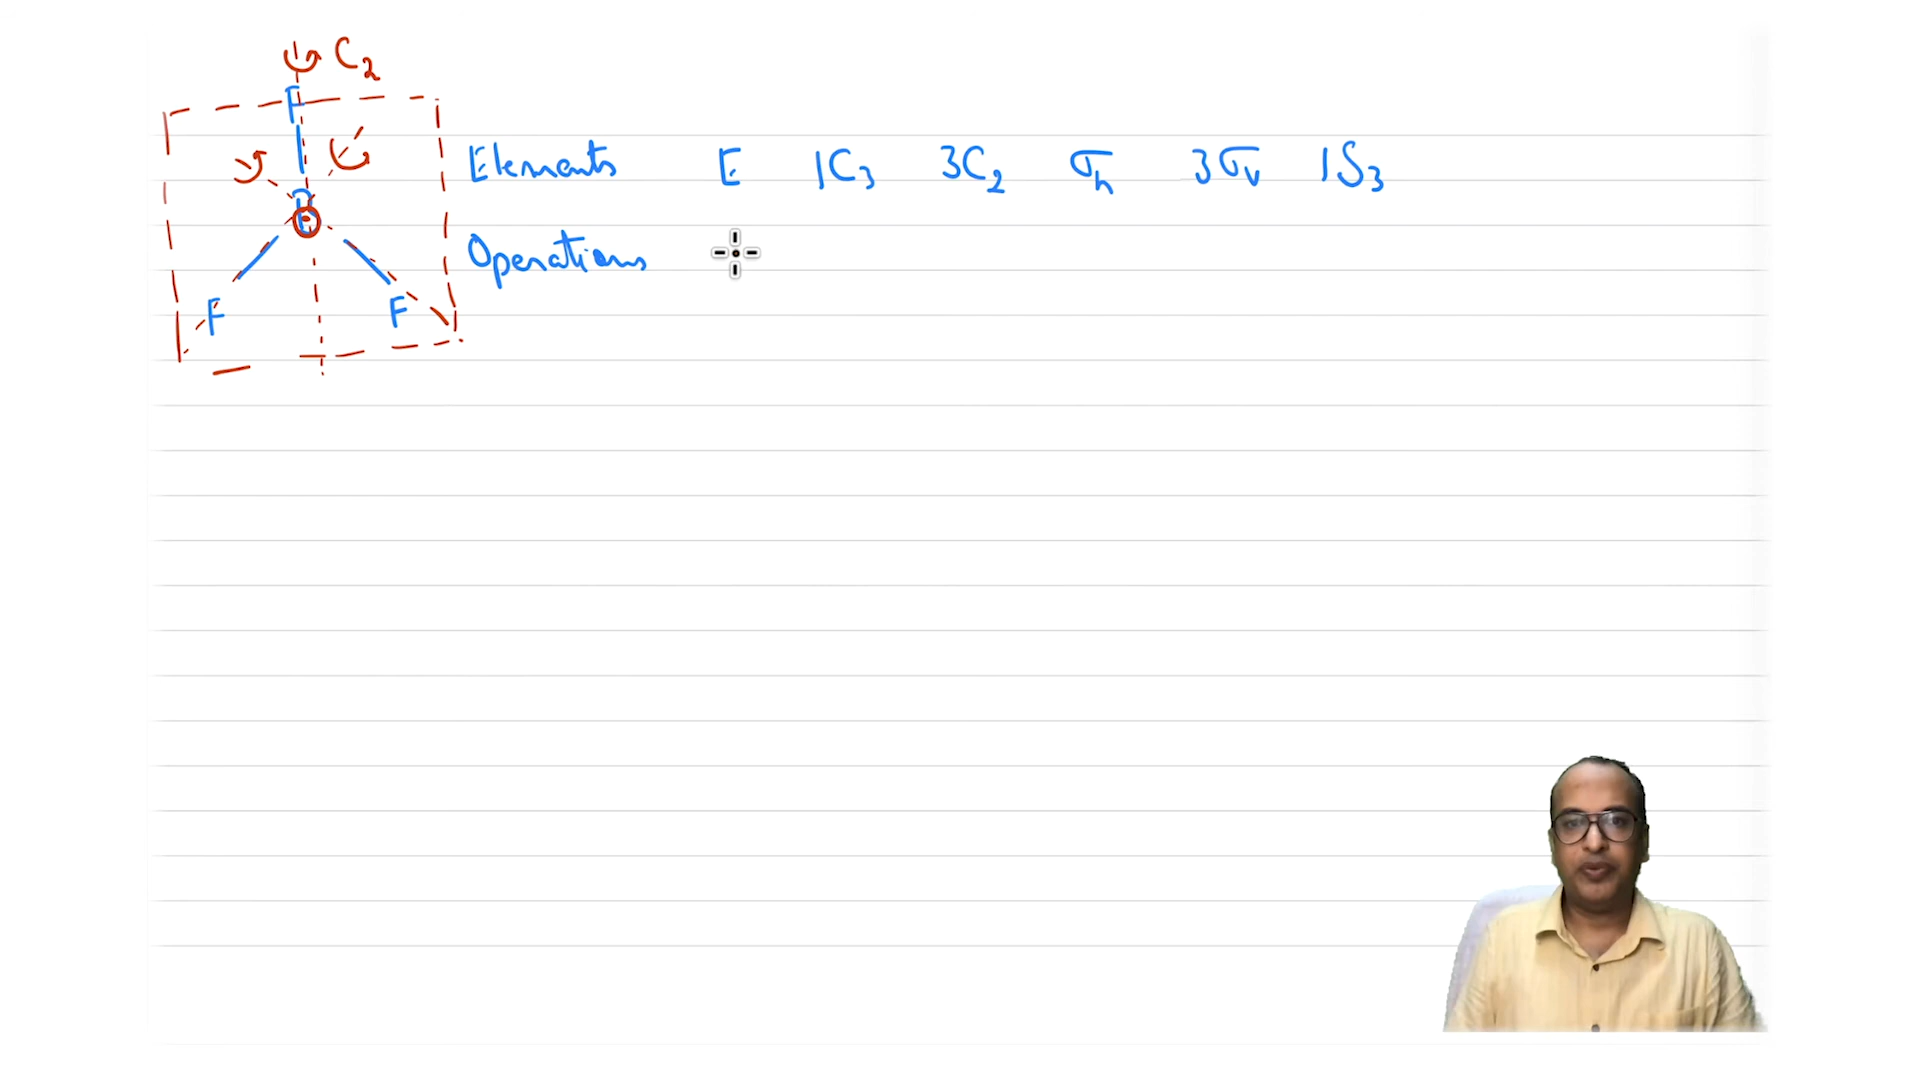 C₂
F
B
F F
Elements E 1C₃ 3C₂ σₕ 3σᵥ 1S₃
Operations